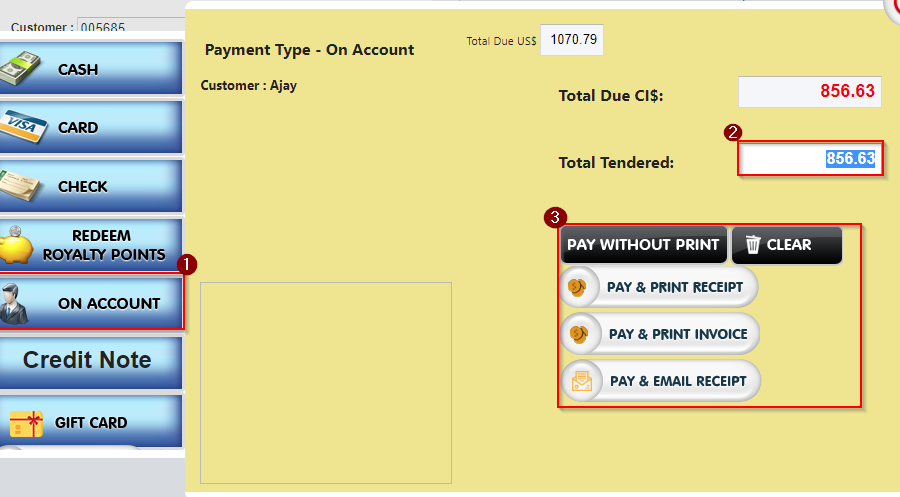 Customer : 005685
CASH
CARD
CHECK
REDEEM
ROYALTY POINTS
1
ON ACCOUNT
Credit Note
GIFT CARD
Payment Type - On Account
Total Due US$ 1070.79
Customer : Ajay
Total Due CI$: 856.63
2
Total Tendered: 856.63
3
PAY WITHOUT PRINT CLEAR
PAY & PRINT RECEIPT
PAY & PRINT INVOICE
PAY & EMAIL RECEIPT
VISA